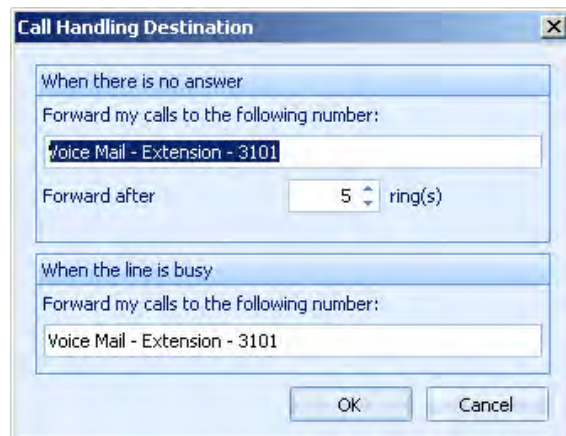 Call Handling Destination
When there is no answer
Forward my calls to the following number:
Voice Mail - Extension - 3101
Forward after 5 ring(s)
When the line is busy
Forward my calls to the following number:
Voice Mail - Extension - 3101
OK Cancel